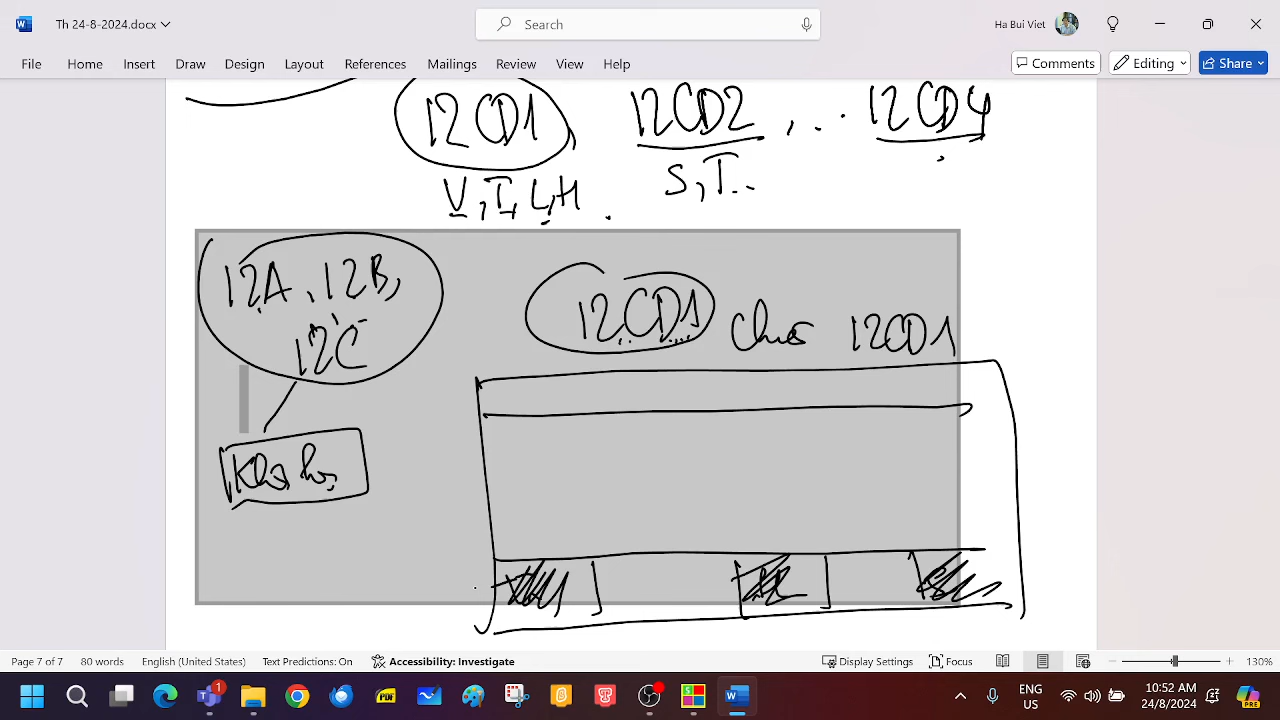 Th 24-8-2024.docx
Search
Ha Bui Viet
File Home Insert Draw Design Layout References Mailings Review View Help
Comments Editing Share
12CD1 12CD2, ... 12CD4
V, T, L, H . S, T..
12A, 12B,
12C
12CD1 12CD1
Page 7 of 7 80 words English (United States) Text Predictions: On Accessibility: Investigate Display Settings Focus 130%
1 PDF ENG US 10:52 AM 24/8/2024 PRE